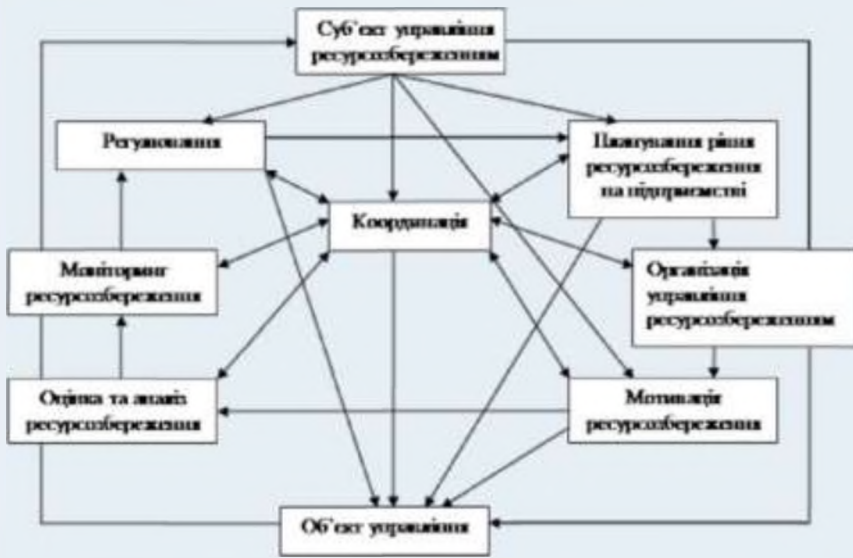 Суб'єкт управління
ресурсозбереженням
Регулювання
Планування рівня
ресурсозбереження
на підприємстві
Координація
Моніторинг
ресурсозбереження
Організація
управління
ресурсозбереженням
Оцінка та аналіз
ресурсозбереження
Мотивація
ресурсозбереження
Об'єкт управління